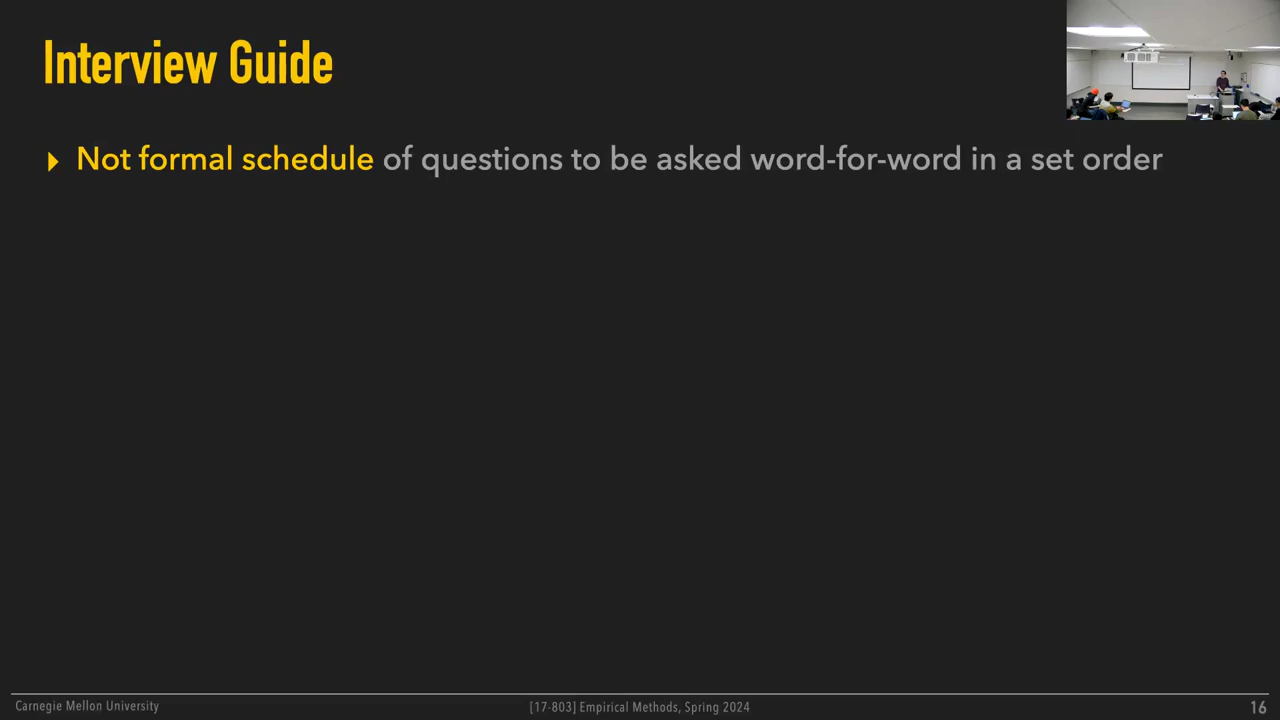 Interview Guide
Not formal schedule of questions to be asked word-for-word in a set order
Carnegie Mellon University
[17-803] Empirical Methods, Spring 2024
16